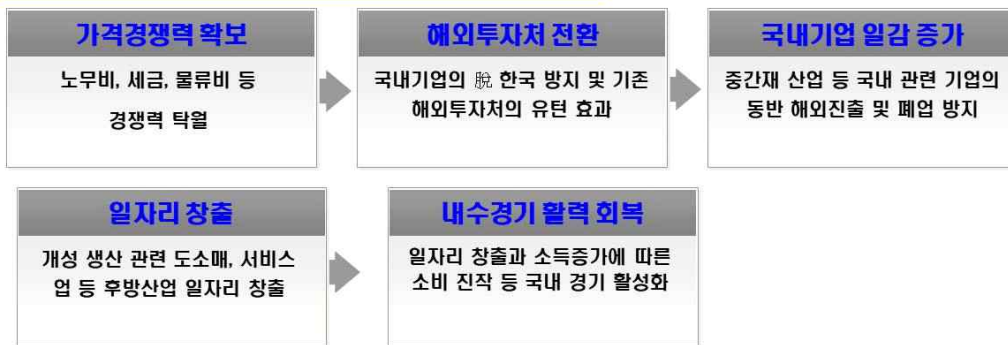 가격경쟁력 확보
노무비, 세금, 물류비 등
경쟁력 탁월
해외투자처 전환
국내기업의 脫 한국 방지 및 기존
해외투자처의 유턴 효과
국내기업 일감 증가
중간재 산업 등 국내 관련 기업의
동반 해외진출 및 폐업 방지
일자리 창출
개성 생산 관련 도소매, 서비스
업 등 후방산업 일자리 창출
내수경기 활력 회복
일자리 창출과 소득증가에 따른
소비 진작 등 국내 경기 활성화